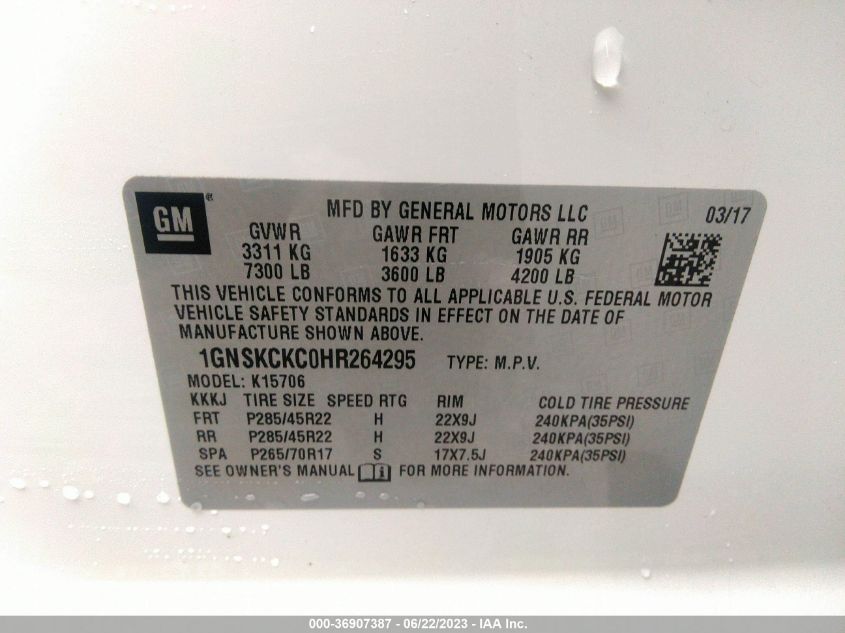 GM ® MFD BY GENERAL MOTORS LLC 03/17
GVWR GAWR FRT GAWR RR
3311 KG 1633 KG 1905 KG
7300 LB 3600 LB 4200 LB
THIS VEHICLE CONFORMS TO ALL APPLICABLE U.S. FEDERAL MOTOR
VEHICLE SAFETY STANDARDS IN EFFECT ON THE DATE OF
MANUFACTURE SHOWN ABOVE.
1GNSKCKC0HR264295 TYPE: M.P.V.
MODEL: K15706
KKKJ TIRE SIZE SPEED RTG RIM COLD TIRE PRESSURE
FRT P285/45R22 H 22X9J 240KPA(35PSI)
RR P285/45R22 H 22X9J 240KPA(35PSI)
SPA P265/70R17 S 17X7.5J 240KPA(35PSI)
SEE OWNER'S MANUAL FOR MORE INFORMATION.
000-36907387 - 06/22/2023 - IAA Inc.